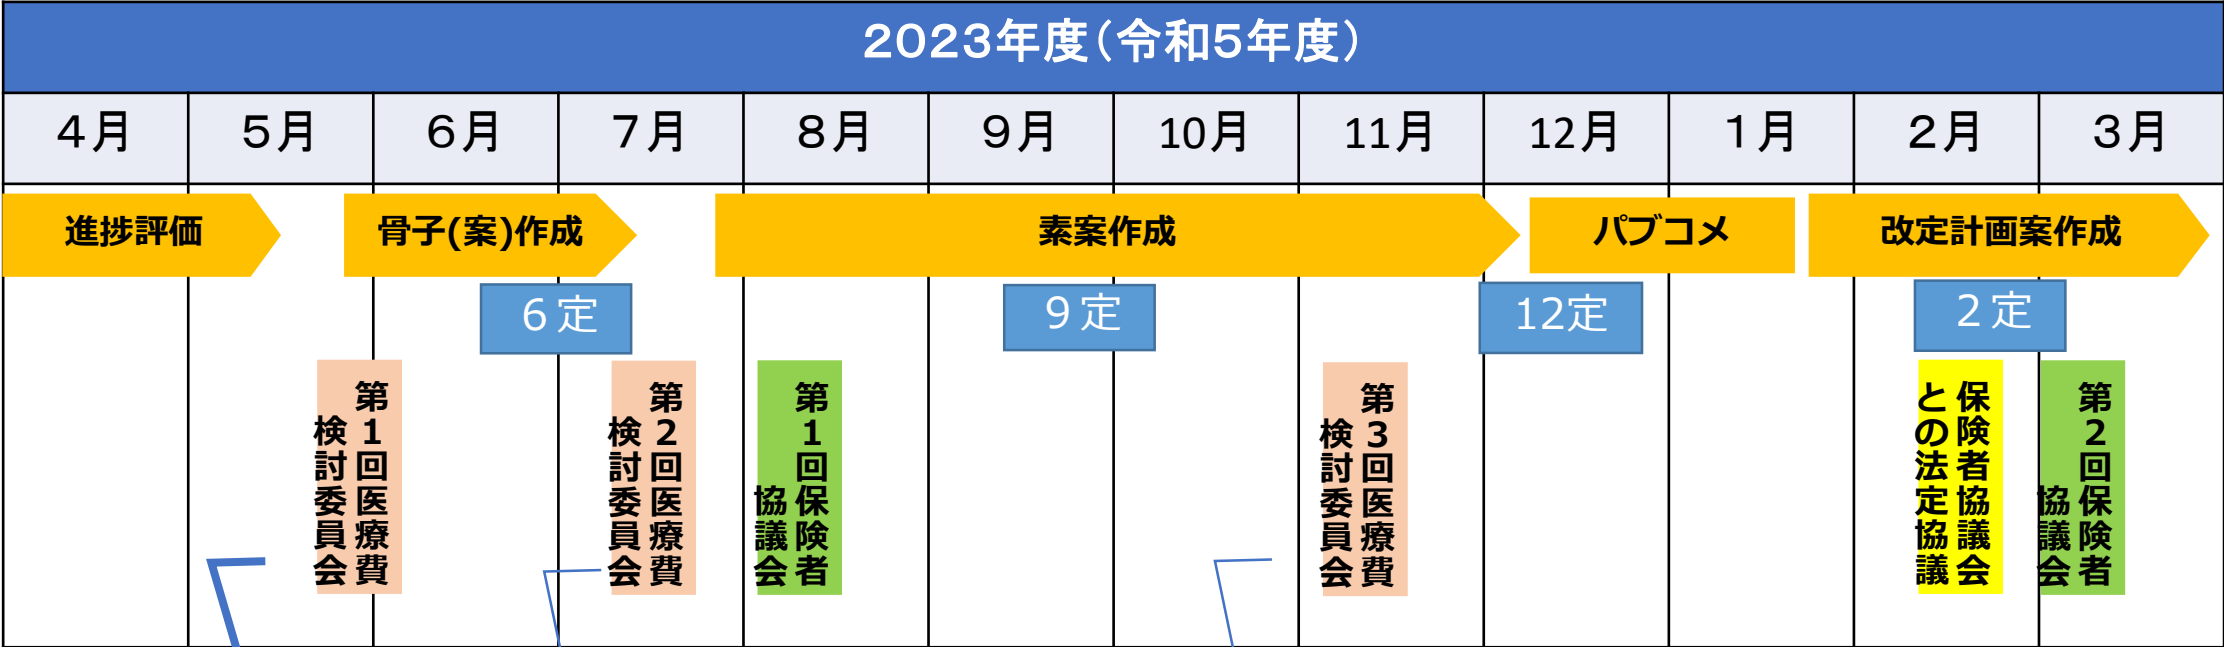 2023年度(令和5年度)
4月
5月
6月
7月
8月
9月
10月
11月
12月
1月
2月
3月
進捗評価
骨子(案)作成
素案作成
パブコメ
改定計画案作成
6定
9定
12定
2定
第1回医療費
検討委員会
第2回医療費
検討委員会
第1回保険者
協議会
第3回医療費
検討委員会
保険者協議会
との法定協議
第2回保険者
協議会